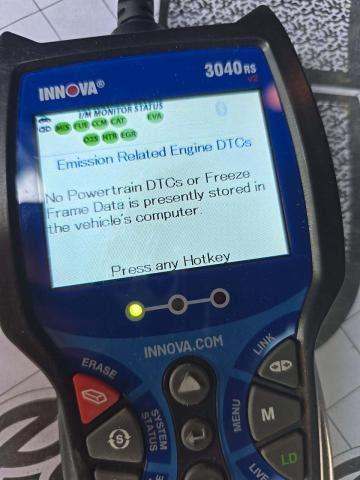 INNOVA®
3040RS
v2
I/M MONITOR STATUS
MIS FUE CCM CAT EVA
O2S HTR EGR
Emission Related Engine DTCs
No Powertrain DTCs or Freeze
Frame Data is presently stored in
the vehicle's computer.
Press any Hotkey
INNOVA.COM
ERASE
LINK
SYSTEM
STATUS
MENU
S
M
LD
LIVE